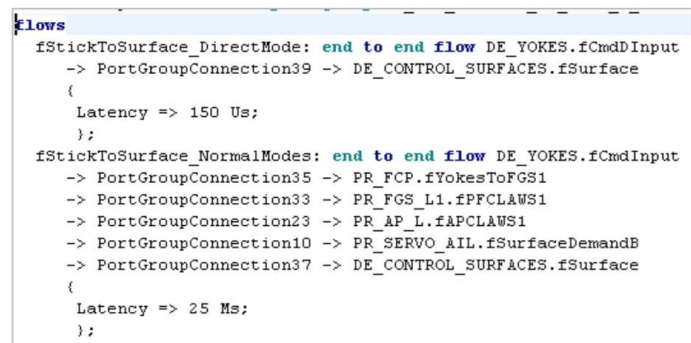 flows
fStickToSurface_DirectMode: end to end flow DE_YOKES.fCmdDInput
-> PortGroupConnection39 -> DE_CONTROL_SURFACES.fSurface
{
Latency => 150 Us;
};
fStickToSurface_NormalModes: end to end flow DE_YOKES.fCmdInput
-> PortGroupConnection35 -> PR_FCP.fYokesToFGS1
-> PortGroupConnection33 -> PR_FGS_L1.fPFCLAWS1
-> PortGroupConnection23 -> PR_AP_L.fAPCLAWS1
-> PortGroupConnection10 -> PR_SERVO_AIL.fSurfaceDemandB
-> PortGroupConnection37 -> DE_CONTROL_SURFACES.fSurface
{
Latency => 25 Ms;
};